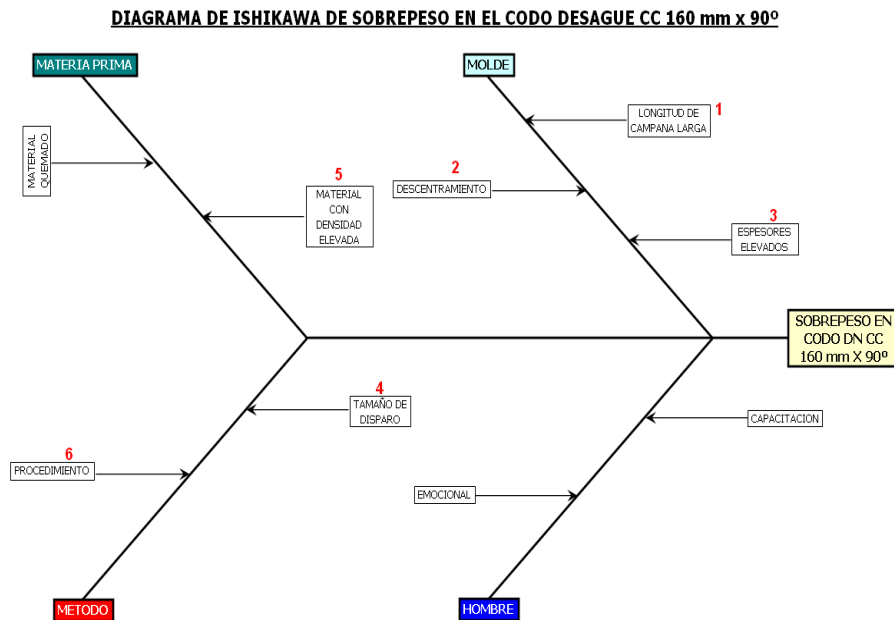 DIAGRAMA DE ISHIKAWA DE SOBREPESO EN EL CODO DESAGUE CC 160 mm x 90º
MATERIA PRIMA
MOLDE
LONGITUD DE
CAMPANA LARGA
1
MATERIAL
QUEMADO
2
DESCENTRAMIENTO
5
MATERIAL
CON
DENSIDAD
ELEVADA
3
ESPESORES
ELEVADOS
SOBREPESO EN
CODO DN CC
160 mm X 90º
4
TAMAÑO DE
DISPARO
CAPACITACION
6
PROCEDIMIENTO
EMOCIONAL
METODO
HOMBRE